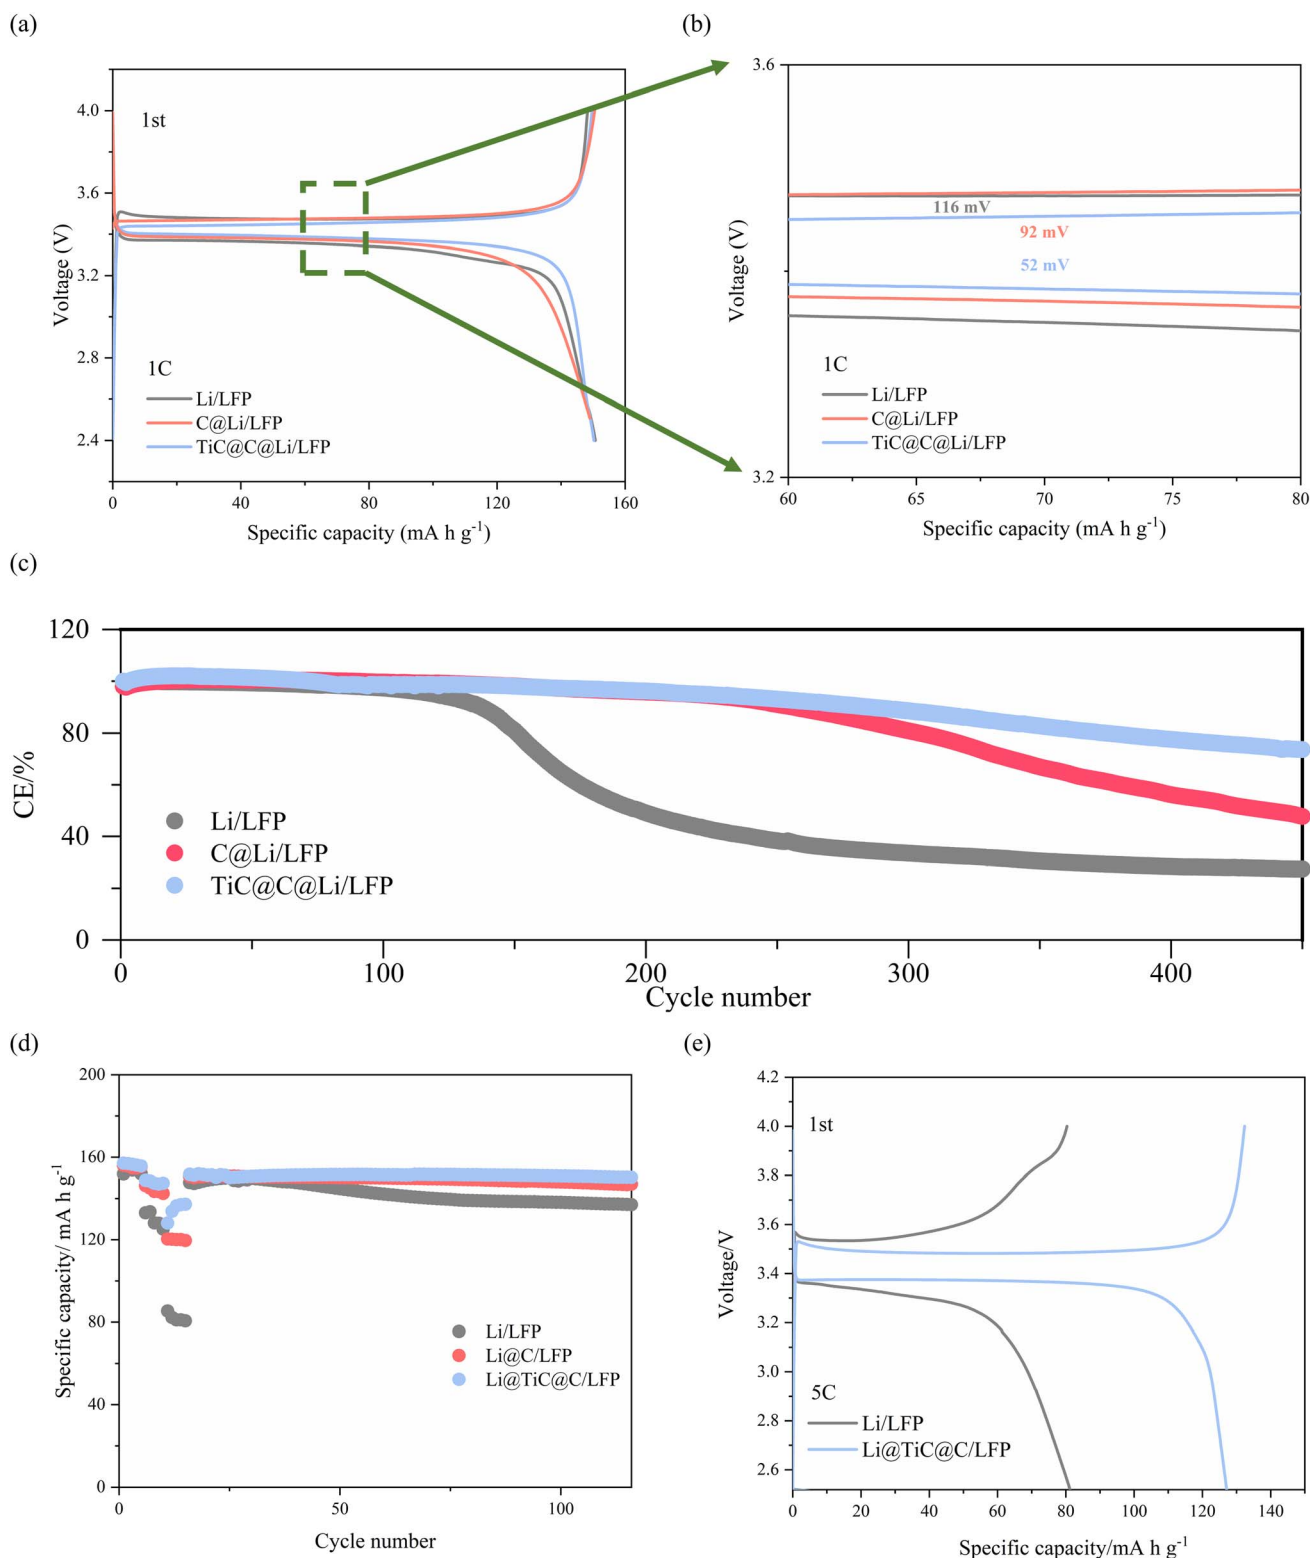 (a)
4.0
3.6
3.2
2.8
2.4
Voltage (V)
1st
1C
Li/LFP
C@Li/LFP
TiC@C@Li/LFP
0
40
80
120
160
Specific capacity (mA h g⁻¹)
(b)
3.6
3.2
Voltage (V)
116 mV
92 mV
52 mV
1C
Li/LFP
C@Li/LFP
TiC@C@Li/LFP
60
65
70
75
80
Specific capacity (mA h g⁻¹)
(c)
120
80
40
0
CE/%
Li/LFP
C@Li/LFP
TiC@C@Li/LFP
0
100
200
300
400
Cycle number
(d)
200
160
120
80
40
0
Specific capacity/ mA h g⁻¹
Li/LFP
Li@C/LFP
Li@TiC@C/LFP
0
50
100
Cycle number
(e)
4.2
4.0
3.8
3.6
3.4
3.2
3.0
2.8
2.6
Voltage/V
1st
5C
Li/LFP
Li@TiC@C/LFP
0
20
40
60
80
100
120
140
Specific capacity/mA h g⁻¹